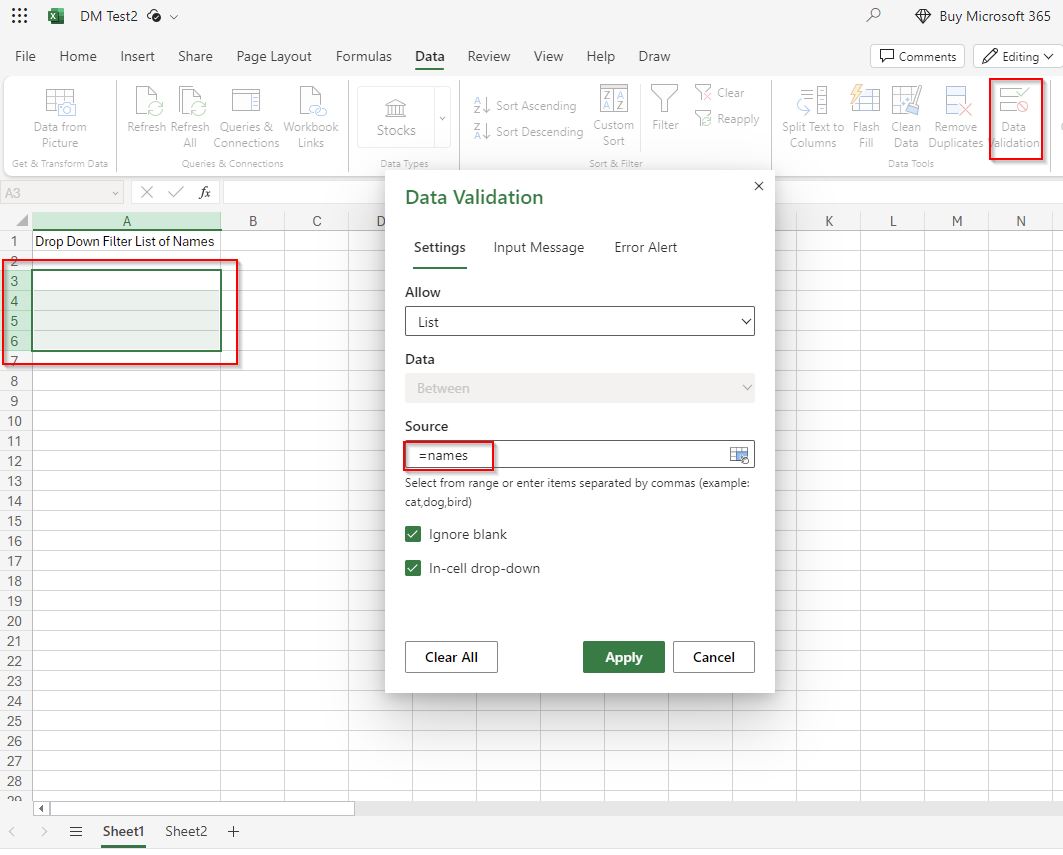 DM Test2
Buy Microsoft 365
File Home Insert Share Page Layout Formulas Data Review View Help Draw
Comments
Editing
Data from Picture
Get & Transform Data
Refresh
Refresh All
Queries & Connections
Workbook Links
Queries & Connections
Stocks
Data Types
Sort Ascending
Sort Descending
Custom Sort
Filter
Clear
Reapply
Sort & Filter
Split Text to Columns
Flash Fill
Clean Data
Remove Duplicates
Data Validation
Data Tools
A3
fx
A B C D K L M N
1 Drop Down Filter List of Names
2
3
4
5
6
7
8
9
10
11
12
13
14
15
16
17
18
19
20
21
22
23
24
25
26
27
28
29
Data Validation
Settings Input Message Error Alert
Allow
List
Data
Between
Source
=names
Select from range or enter items separated by commas (example:
cat,dog,bird)
Ignore blank
In-cell drop-down
Clear All
Apply
Cancel
Sheet1 Sheet2